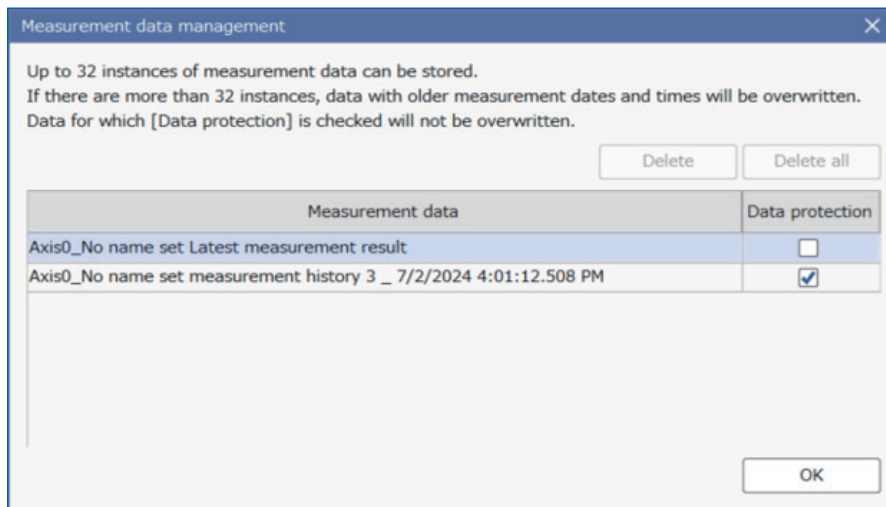 Measurement data management
Up to 32 instances of measurement data can be stored.
If there are more than 32 instances, data with older measurement dates and times will be overwritten.
Data for which [Data protection] is checked will not be overwritten.
Delete Delete all
Measurement data Data protection
Axis0_No name set Latest measurement result
Axis0_No name set measurement history 3 _ 7/2/2024 4:01:12.508 PM
OK